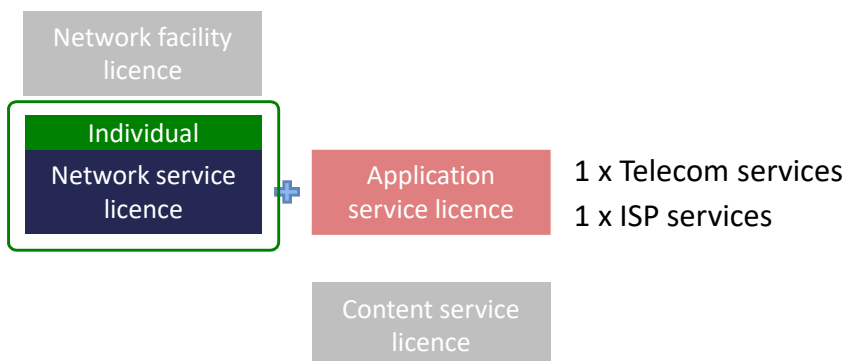 Network facility
licence
Individual
Network service
licence
Application
service licence
1 x Telecom services
1 x ISP services
Content service
licence